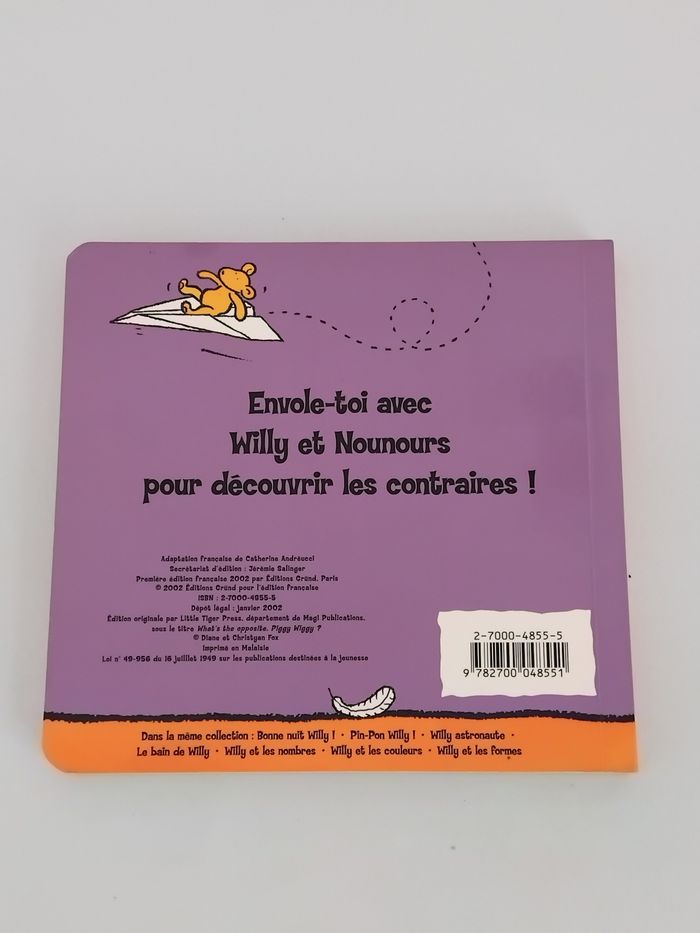 Envole-toi avec
Willy et Nounours
pour découvrir les contraires !
Adaptation française de Catherine Andréucci
Secrétariat d'édition : Jérémie Salinger
Première édition française 2002 par Éditions Gründ, Paris
© 2002 Éditions Gründ pour l'édition française
ISBN : 2-7000-4855-5
Dépôt légal : janvier 2002
Édition originale par Little Tiger Press, département de Magi Publications,
sous le titre What's the opposite, Piggy Wiggy ?
© Diane et Christyan Fox
Imprimé en Malaisie
Loi n° 49-956 du 16 juillet 1949 sur les publications destinées à la jeunesse
2-7000-4855-5
9 782700 048551
Dans la même collection : Bonne nuit Willy ! · Pin-Pon Willy ! · Willy astronaute ·
Le bain de Willy · Willy et les nombres · Willy et les couleurs · Willy et les formes